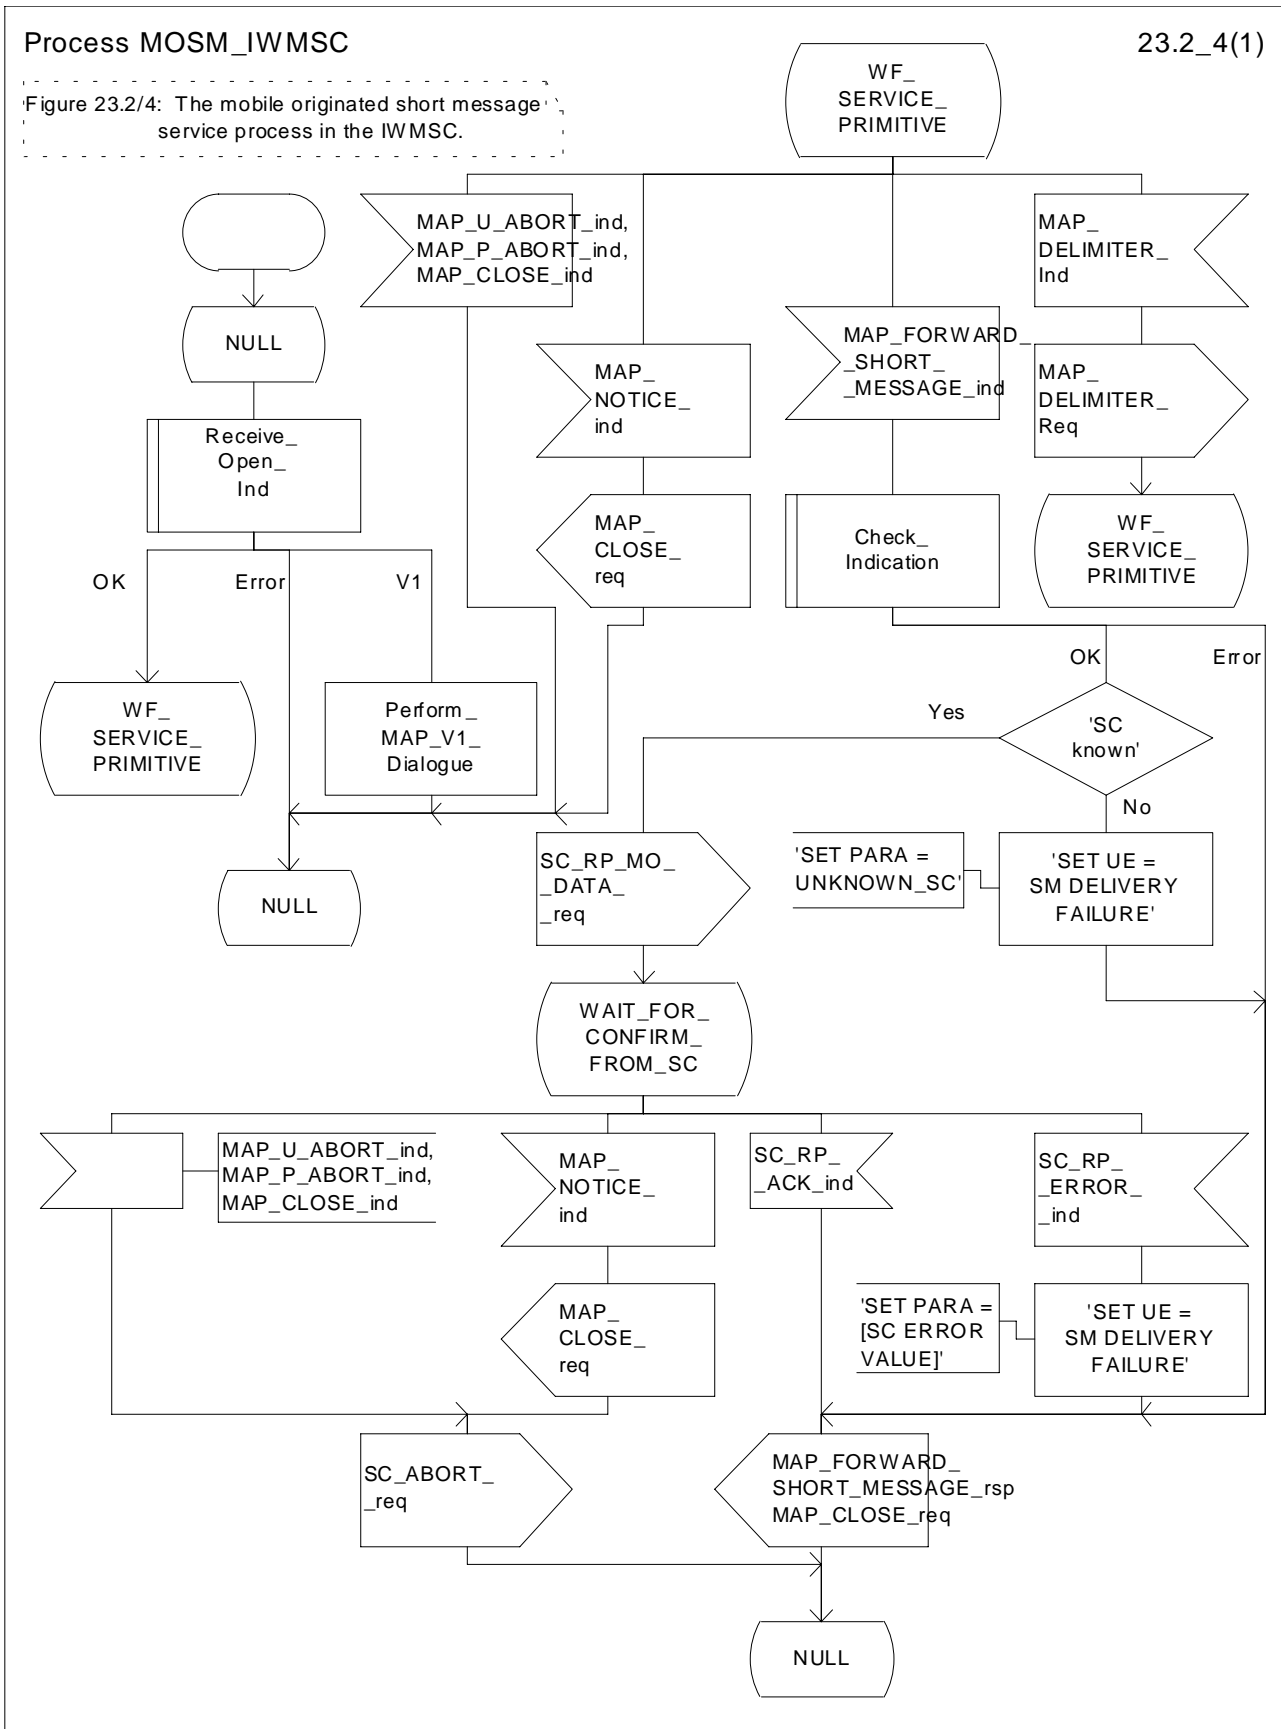 Process MOSM_IWMSC
23.2_4(1)
Figure 23.2/4: The mobile originated short message
service process in the IWMSC.
WF_
SERVICE_
PRIMITIVE
MAP_U_ABORT_ind,
MAP_P_ABORT_ind,
MAP_CLOSE_ind
MAP_
DELIMITER_
Ind
NULL
MAP_
NOTICE_
ind
MAP_FORWARD_
_SHORT_
_MESSAGE_ind
MAP_
DELIMITER_
Req
Receive_
Open_
Ind
MAP_
CLOSE_
req
Check_
Indication
WF_
SERVICE_
PRIMITIVE
OK
Error
V1
OK
Error
WF_
SERVICE_
PRIMITIVE
Perform_
MAP_V1_
Dialogue
Yes
'SC
known'
No
NULL
SC_RP_MO_
_DATA_
_req
'SET PARA =
UNKNOWN_SC'
'SET UE =
SM DELIVERY
FAILURE'
WAIT_FOR_
CONFIRM_
FROM_SC
MAP_U_ABORT_ind,
MAP_P_ABORT_ind,
MAP_CLOSE_ind
MAP_
NOTICE_
ind
SC_RP_
_ACK_ind
SC_RP_
_ERROR_
_ind
MAP_
CLOSE_
req
'SET PARA =
[SC ERROR
VALUE]'
'SET UE =
SM DELIVERY
FAILURE'
SC_ABORT_
_req
MAP_FORWARD_
SHORT_MESSAGE_rsp
MAP_CLOSE_req
NULL